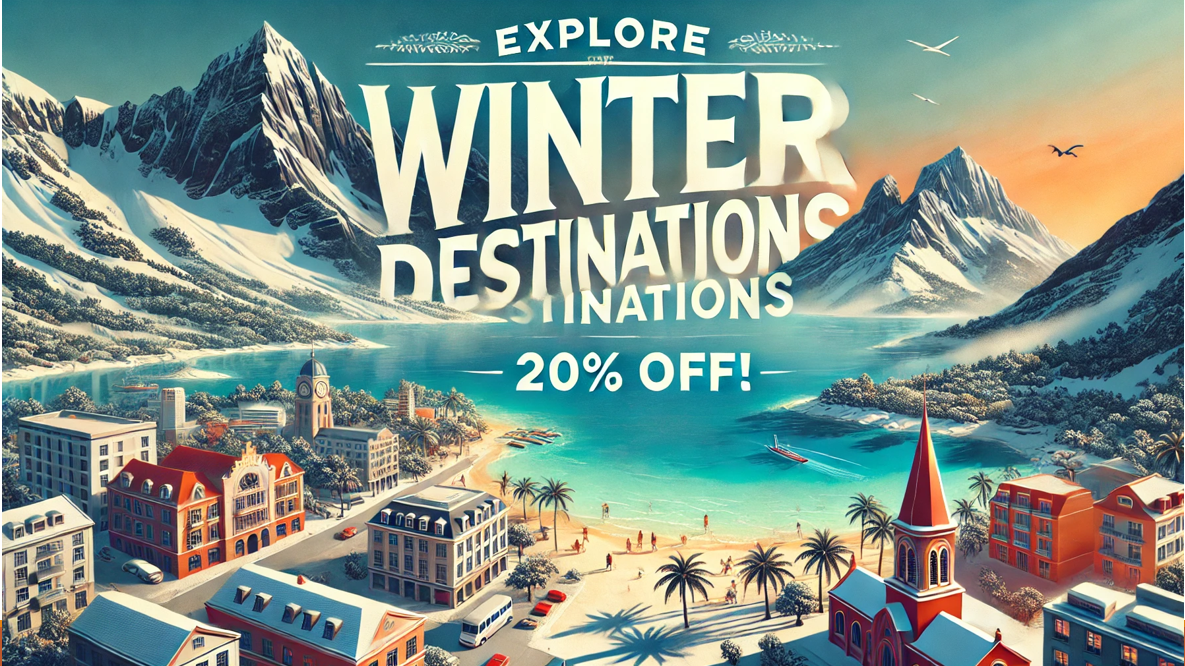 EXPLORE
WINTER
DESTINATIONS
STINATIONS
20% OFF!